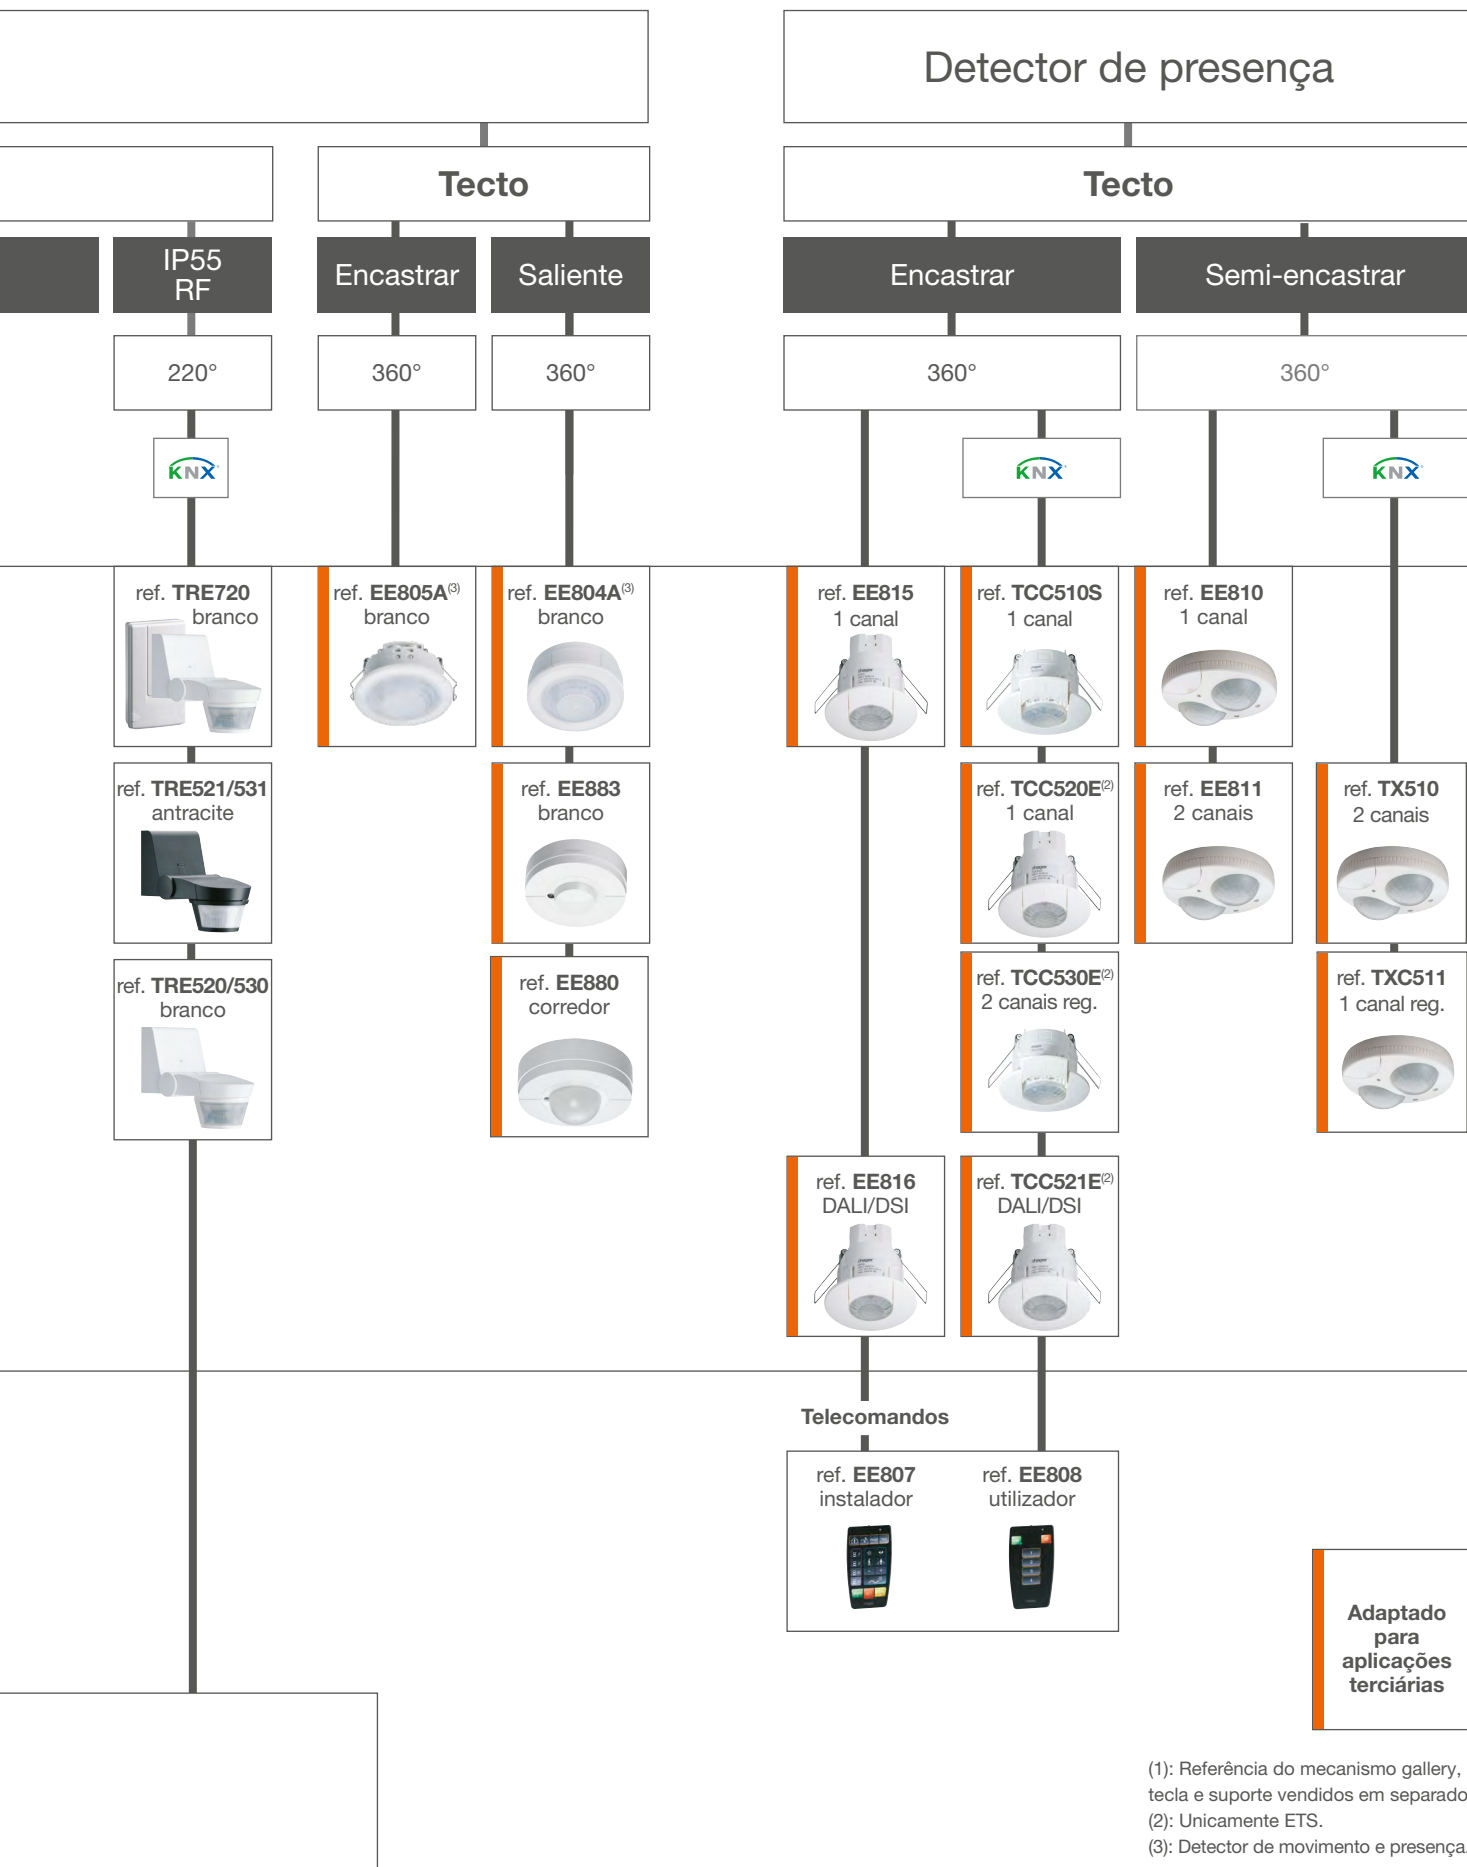 Detector de presença
Tecto
Tecto
IP55
RF
Encastrar
Saliente
Encastrar
Semi-encastrar
220°
360°
360°
360°
360°
KNX
KNX
KNX
ref. TRE720
branco
ref. EE805A(3)
branco
ref. EE804A(3)
branco
ref. EE815
1 canal
ref. TCC510S
1 canal
ref. EE810
1 canal
ref. TRE521/531
antracite
ref. EE883
branco
ref. TCC520E(2)
1 canal
ref. EE811
2 canais
ref. TX510
2 canais
ref. TRE520/530
branco
ref. EE880
corredor
ref. TCC530E(2)
2 canais reg.
ref. TXC511
1 canal reg.
ref. EE816
DALI/DSI
ref. TCC521E(2)
DALI/DSI
Telecomandos
ref. EE807
instalador
ref. EE808
utilizador
Adaptado
para
aplicações
terciárias
(1): Referência do mecanismo gallery,
tecla e suporte vendidos em separado
(2): Unicamente ETS.
(3): Detector de movimento e presença.